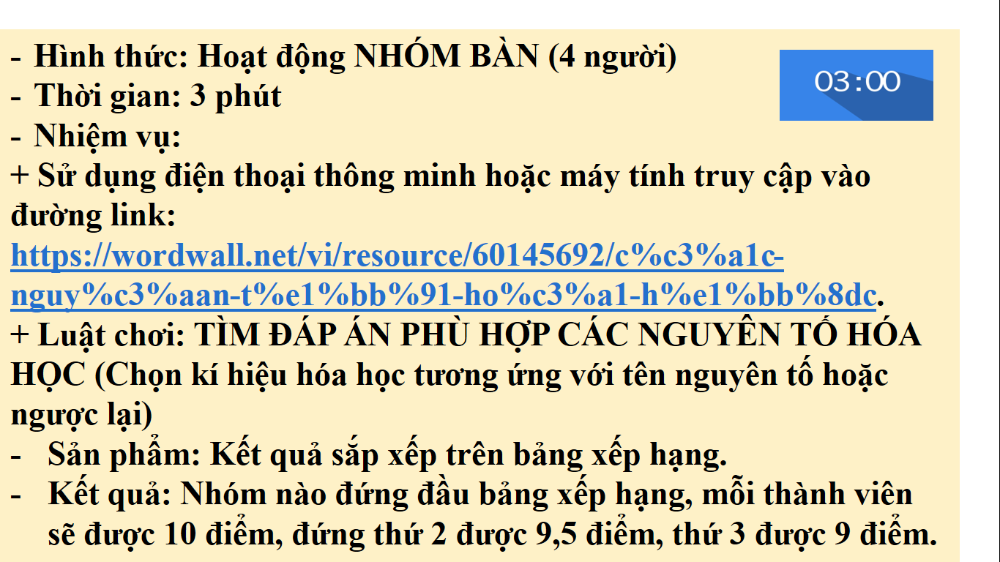 - Hình thức: Hoạt động NHÓM BÀN (4 người)
03:00
- Thời gian: 3 phút
- Nhiệm vụ:
+ Sử dụng điện thoại thông minh hoặc máy tính truy cập vào
đường link:
https://wordwall.net/vi/resource/60145692/c%c3%a1c-
nguy%c3%aan-t%e1%bb%91-ho%c3%a1-h%e1%bb%8dc.
+ Luật chơi: TÌM ĐÁP ÁN PHÙ HỢP CÁC NGUYÊN TỐ HÓA
HỌC (Chọn kí hiệu hóa học tương ứng với tên nguyên tố hoặc
ngược lại)
- Sản phẩm: Kết quả sắp xếp trên bảng xếp hạng.
- Kết quả: Nhóm nào đứng đầu bảng xếp hạng, mỗi thành viên
sẽ được 10 điểm, đứng thứ 2 được 9,5 điểm, thứ 3 được 9 điểm.